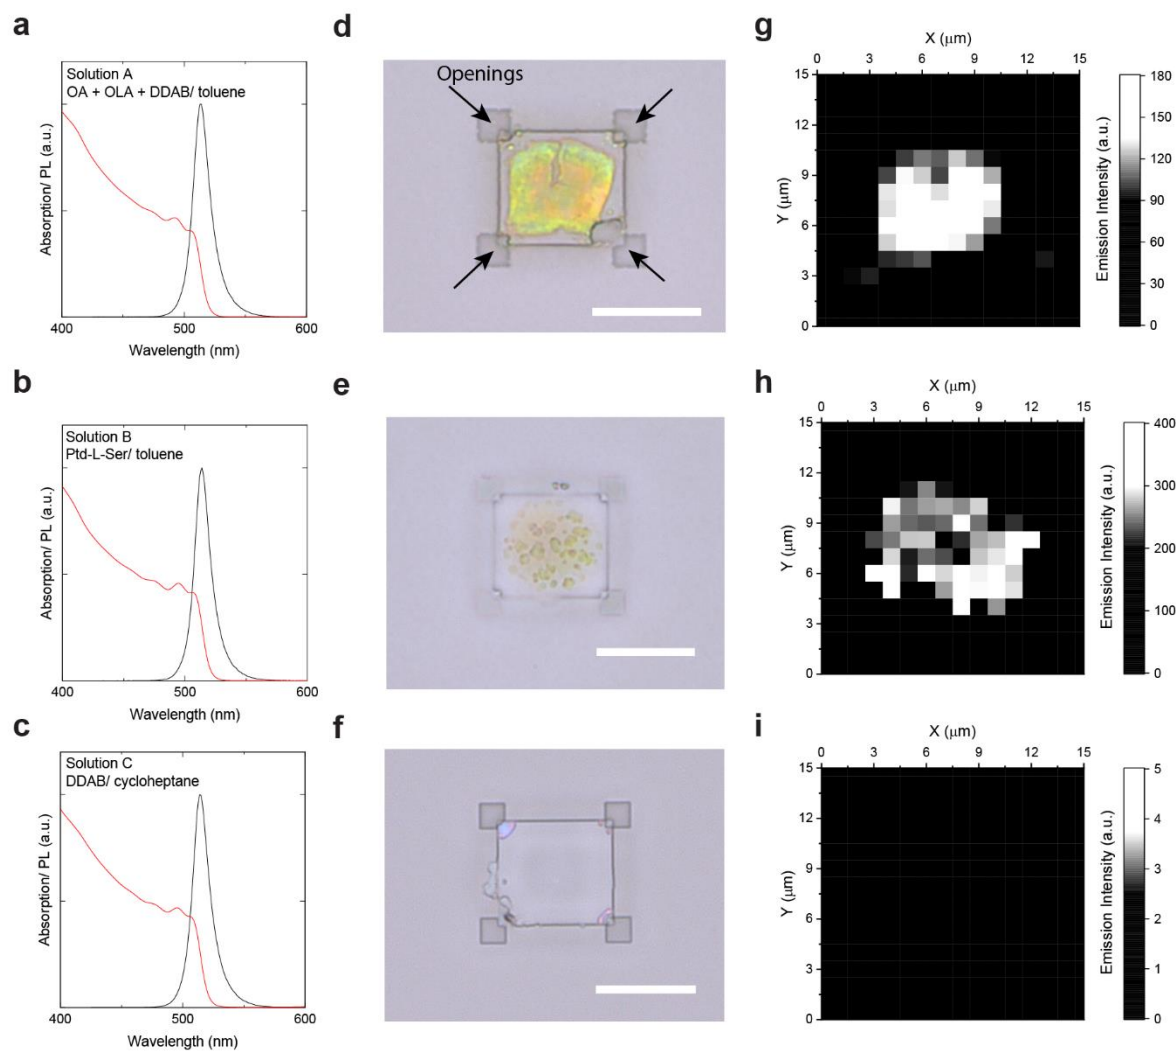 a
Solution A
OA + OLA + DDAB/ toluene
Absorption/ PL (a.u.)
400
500
600
Wavelength (nm)
d
Openings
g
X (μm)
0 3 6 9 12 15
Y (μm)
15
12
9
6
3
0
Emission Intensity (a.u.)
180
150
120
90
60
30
0
b
Solution B
Ptd-L-Ser/ toluene
Absorption/ PL (a.u.)
400
500
600
Wavelength (nm)
e
h
X (μm)
0 3 6 9 12 15
Y (μm)
15
12
9
6
3
0
Emission Intensity (a.u.)
400
300
200
100
0
c
Solution C
DDAB/ cycloheptane
Absorption/ PL (a.u.)
400
500
600
Wavelength (nm)
f
i
X (μm)
0 3 6 9 12 15
Y (μm)
15
12
9
6
3
0
Emission Intensity (a.u.)
5
4
3
2
1
0